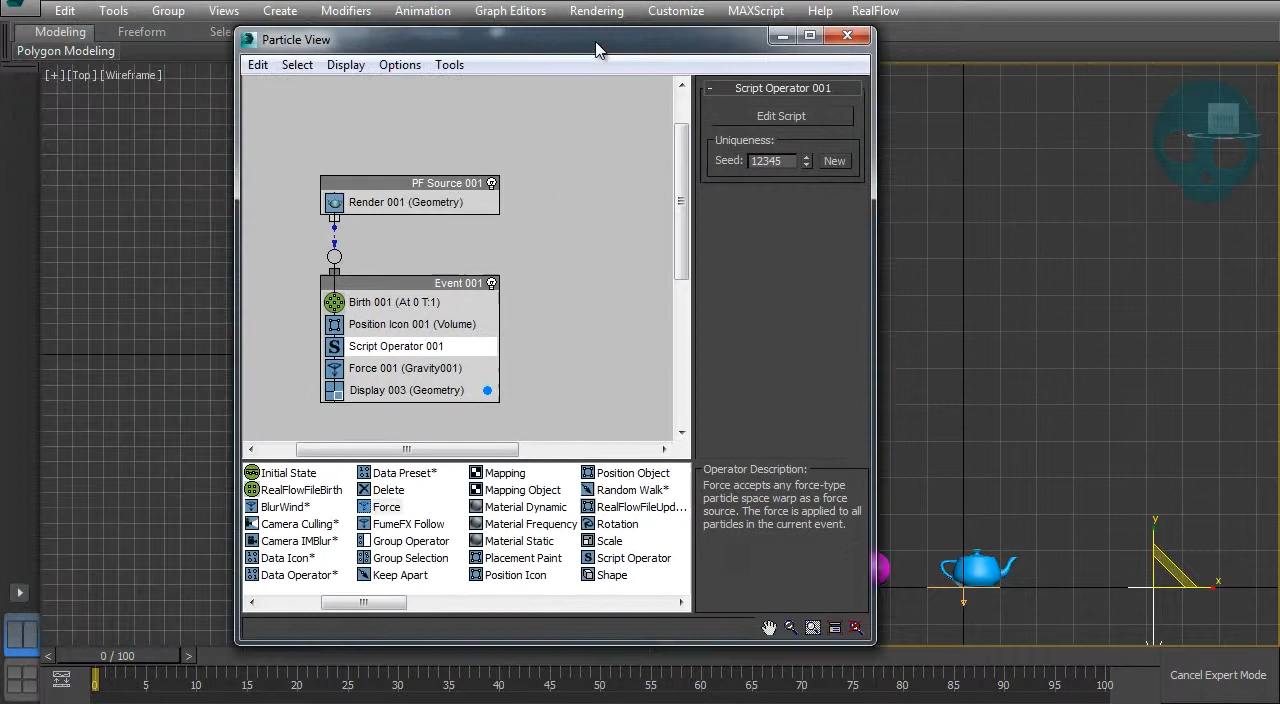 Edit Tools Group Views Create Modifiers Animation Graph Editors Rendering Customize MAXScript Help RealFlow
Modeling Freeform Sele
Polygon Modeling
[+][Top][Wireframe]
Particle View
Edit Select Display Options Tools
PF Source 001
Render 001 (Geometry)
Event 001
Birth 001 (At 0 T:1)
Position Icon 001 (Volume)
S Script Operator 001
Force 001 (Gravity001)
Display 003 (Geometry)
- Script Operator 001
Edit Script
Uniqueness:
Seed: 12345 New
Initial State Data Preset* Mapping Position Object
RealFlowFileBirth Delete Mapping Object Random Walk*
BlurWind* Force Material Dynamic RealFlowFileUpd...
Camera Culling* FumeFX Follow Material Frequency Rotation
Camera IMBlur* Group Operator Material Static Scale
Data Icon* Group Selection Placement Paint S Script Operator
Data Operator* Keep Apart Position Icon Shape
Operator Description:
Force accepts any force-type
particle space warp as a force
source. The force is applied to all
particles in the current event.
y
x
< 0 / 100 >
0 5 10 15 20 25 30 35 40 45 50 55 60 65 70 75 80 85 90 95 100
Cancel Expert Mode